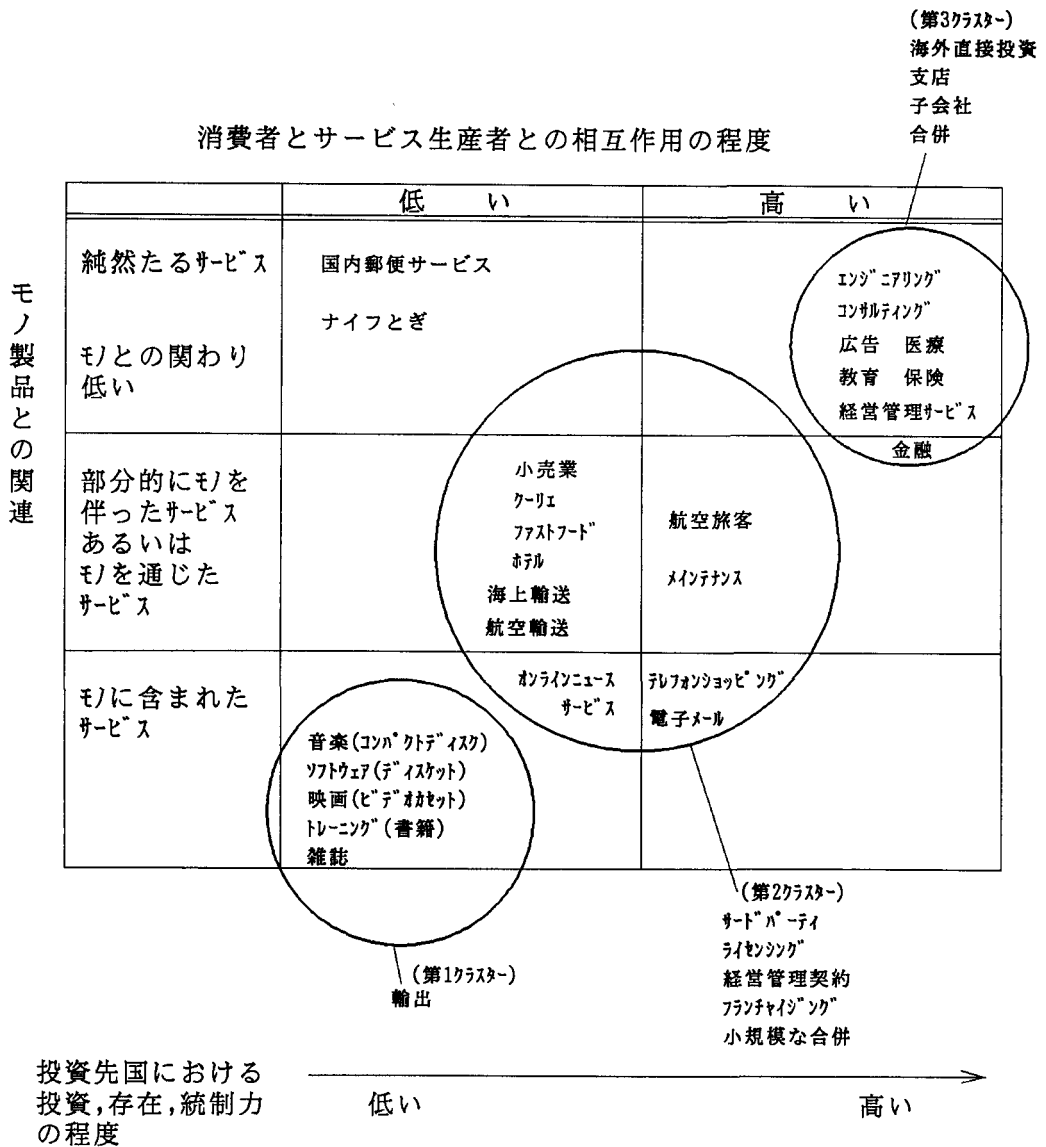 (第3クラスター)
海外直接投資
支店
子会社
合併
消費者とサービス生産者との相互作用の程度
低い
高い
モノ製品との関連
純然たるサービス
モノとの関わり
低い
国内郵便サービス
ナイフとぎ
エンジニアリング
コンサルティング
広告 医療
教育 保険
経営管理サービス
金融
部分的にモノを
伴ったサービス
あるいは
モノを通じた
サービス
小売業
クーリエ
ファストフード
ホテル
海上輸送
航空輸送
航空旅客
メインテナンス
モノに含まれた
サービス
オンラインニュース
サービス
テレフォンショッピング
電子メール
音楽(コンパクトディスク)
ソフトウェア(ディスケット)
映画(ビデオカセット)
トレーニング(書籍)
雑誌
(第1クラスター)
輸出
(第2クラスター)
サードパーティ
ライセンシング
経営管理契約
フランチャイジング
小規模な合併
投資先国における
投資,存在,統制力
の程度
低い
高い